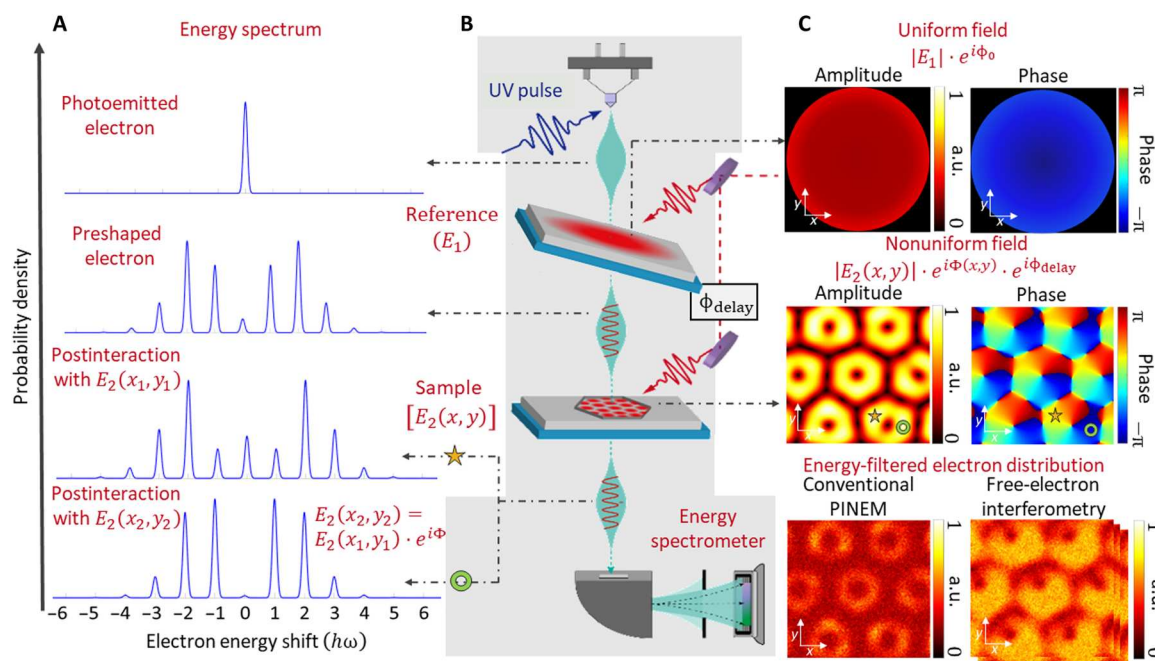 A
Energy spectrum
Probability density
Photoemitted
electron
Preshaped
electron
Postinteraction
with E₂(x₁, y₁)
Postinteraction
with E₂(x₂, y₂)
E₂(x₂, y₂) =
E₂(x₁, y₁) · e^{iΦ}
−6 −5 −4 −3 −2 −1 0 1 2 3 4 5 6
Electron energy shift (ħω)
B
UV pulse
Reference
(E₁)
ϕ_delay
Sample
[E₂(x, y)]
Energy
spectrometer
C
Uniform field
|E₁| · e^{iϕ₀}
Amplitude
Phase
y
x
1
a.u.
0
y
x
π
Phase
−π
Nonuniform field
|E₂(x, y)| · e^{iΦ(x,y)} · e^{iϕ_delay}
Amplitude
Phase
y
x
1
a.u.
0
y
x
π
Phase
−π
Energy-filtered electron distribution
Conventional
PINEM
Free-electron
interferometry
y
x
1
a.u.
0
y
x
1
0